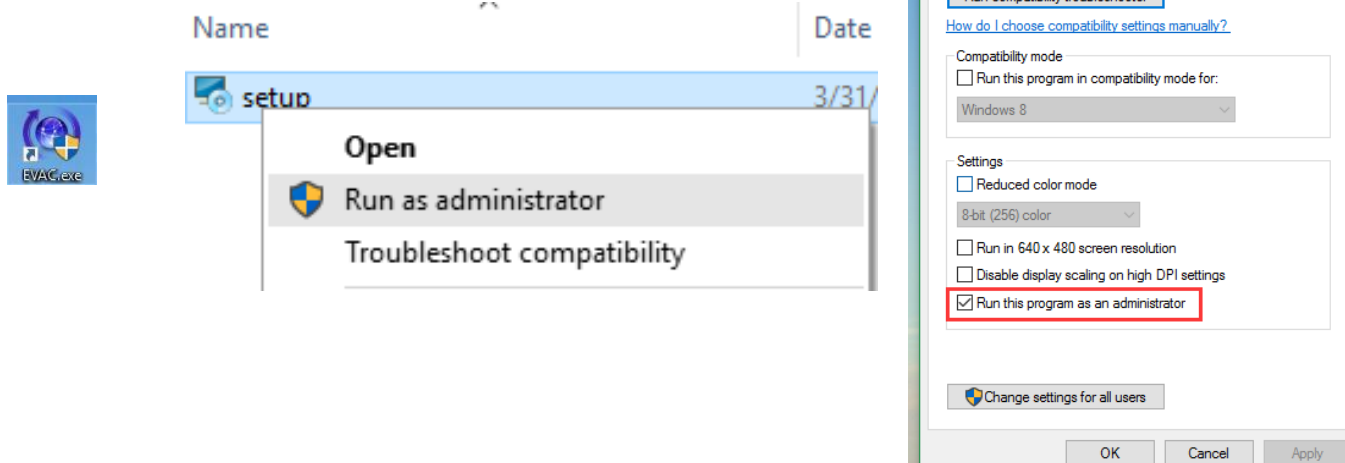 EVAC.exe
Name
Date
setup
3/31/
Open
Run as administrator
Troubleshoot compatibility
Run compatibility troubleshooter
How do I choose compatibility settings manually?
Compatibility mode
Run this program in compatibility mode for:
Windows 8
Settings
Reduced color mode
8-bit (256) color
Run in 640 x 480 screen resolution
Disable display scaling on high DPI settings
Run this program as an administrator
Change settings for all users
OK
Cancel
Apply